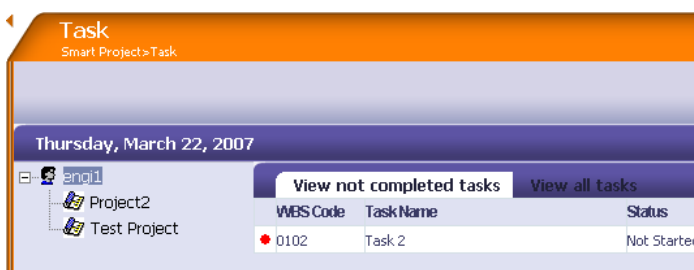 Task
Smart Project>Task
Thursday, March 22, 2007
engi1
Project2
Test Project
View not completed tasks View all tasks
WBS Code Task Name Status
0102 Task 2 Not Starte